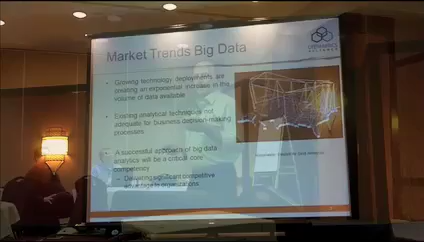 Market Trends Big Data
Growing technology deployments are
creating an exponential increase in the
volume of data available
Existing analytical techniques not
adequate for business decision-making
processes
A successful approach of big data
analytics will be a critical core
competency
Delivering significant competitive
advantage to organizations